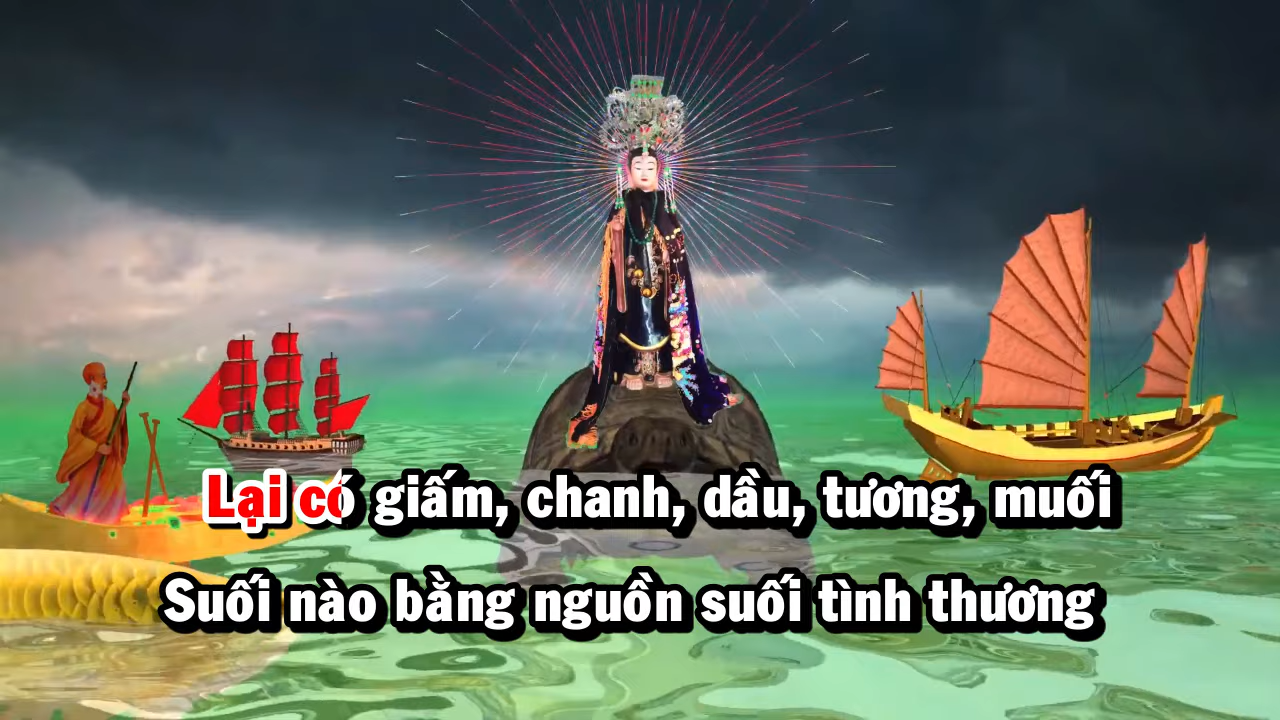 Lại có giấm, chanh, dầu, tương, muối
Suối nào bằng nguồn suối tình thương